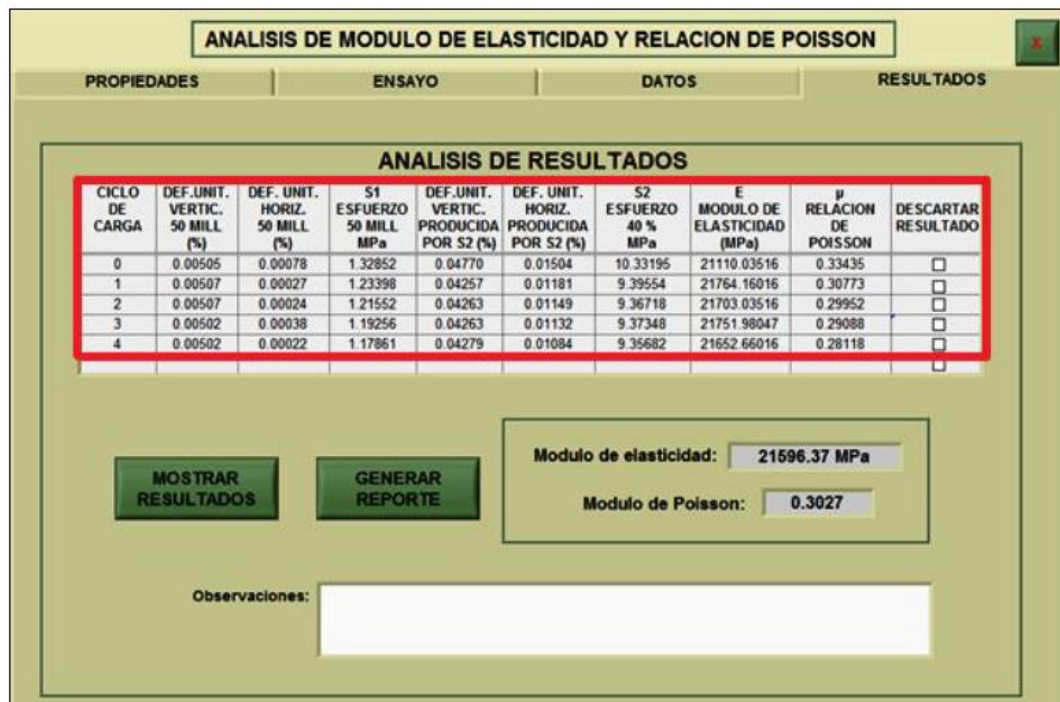 ANALISIS DE MODULO DE ELASTICIDAD Y RELACION DE POISSON
X
PROPIEDADES ENSAYO DATOS RESULTADOS
ANALISIS DE RESULTADOS
CICLO DE CARGA DEF.UNIT. VERTIC. 50 MILL (%) DEF. UNIT. HORIZ. 50 MILL (%) S1 ESFUERZO 50 MILL MPa DEF.UNIT. VERTIC. PRODUCIDA POR S2 (%) DEF. UNIT. HORIZ. PRODUCIDA POR S2 (%) S2 ESFUERZO 40 % MPa E MODULO DE ELASTICIDAD (MPa) µ RELACION DE POISSON DESCARTAR RESULTADO
0 0.00505 0.00078 1.32852 0.04770 0.01504 10.33195 21110.03516 0.33435
1 0.00507 0.00027 1.23398 0.04257 0.01181 9.39554 21764.16016 0.30773
2 0.00507 0.00024 1.21552 0.04263 0.01149 9.36718 21703.03516 0.29952
3 0.00502 0.00038 1.19256 0.04263 0.01132 9.37348 21751.98047 0.29088
4 0.00502 0.00022 1.17861 0.04279 0.01084 9.35682 21652.66016 0.28118
MOSTRAR RESULTADOS
GENERAR REPORTE
Modulo de elasticidad: 21596.37 MPa
Modulo de Poisson: 0.3027
Observaciones: